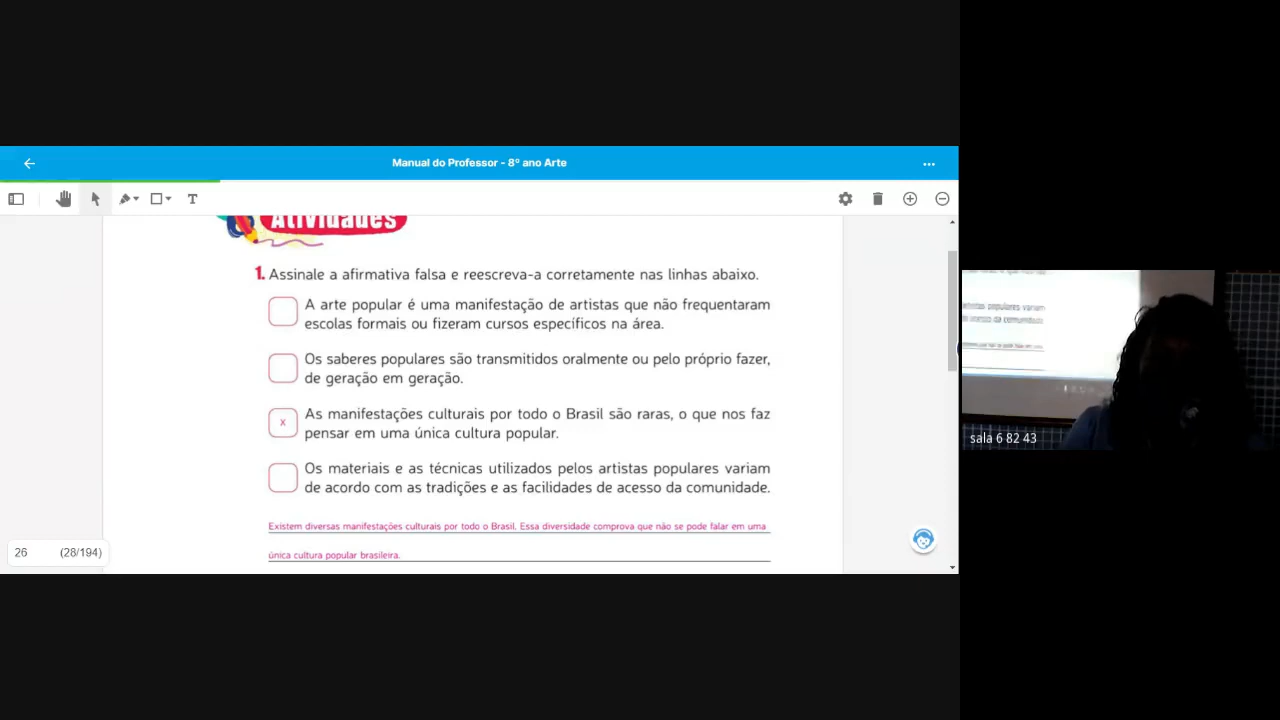 Manual do Professor - 8º ano Arte
...
T
Atividades
1. Assinale a afirmativa falsa e reescreva-a corretamente nas linhas abaixo.
A arte popular é uma manifestação de artistas que não frequentaram
escolas formais ou fizeram cursos específicos na área.
Os saberes populares são transmitidos oralmente ou pelo próprio fazer,
de geração em geração.
x As manifestações culturais por todo o Brasil são raras, o que nos faz
pensar em uma única cultura popular.
Os materiais e as técnicas utilizados pelos artistas populares variam
de acordo com as tradições e as facilidades de acesso da comunidade.
Existem diversas manifestações culturais por todo o Brasil. Essa diversidade comprova que não se pode falar em uma
única cultura popular brasileira.
26 (28/194)
populares variam
da comunidade
sala 6 82 43